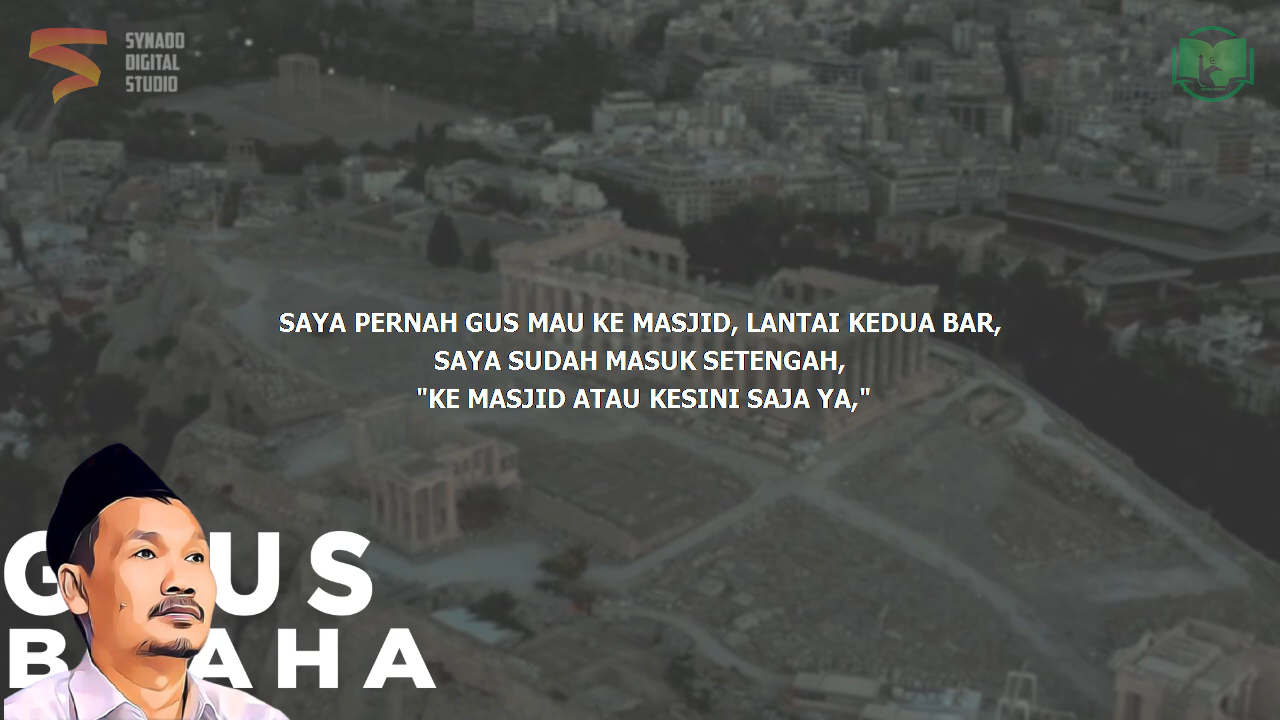 SYNADO
DIGITAL
STUDIO
SAYA PERNAH GUS MAU KE MASJID, LANTAI KEDUA BAR,
SAYA SUDAH MASUK SETENGAH,
"KE MASJID ATAU KESINI SAJA YA,"
GUS
BAHA